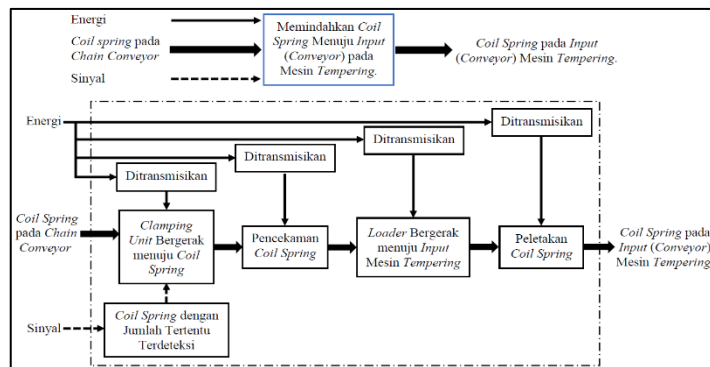 Energi
Coil spring pada
Chain Conveyor
Sinyal
Memindahkan Coil
Spring Menuju Input
(Conveyor) pada
Mesin Tempering.
Coil Spring pada Input
(Conveyor) Mesin Tempering.
Energi
Ditransmisikan
Ditransmisikan
Ditransmisikan
Ditransmisikan
Coil Spring
pada Chain
Conveyor
Clamping
Unit Bergerak
menuju Coil
Spring
Pencekaman
Coil Spring
Loader Bergerak
menuju Input
Mesin Tempering
Peletakan
Coil Spring
Coil Spring pada
Input (Conveyor)
Mesin Tempering.
Sinyal
Coil Spring dengan
Jumlah Tertentu
Terdeteksi